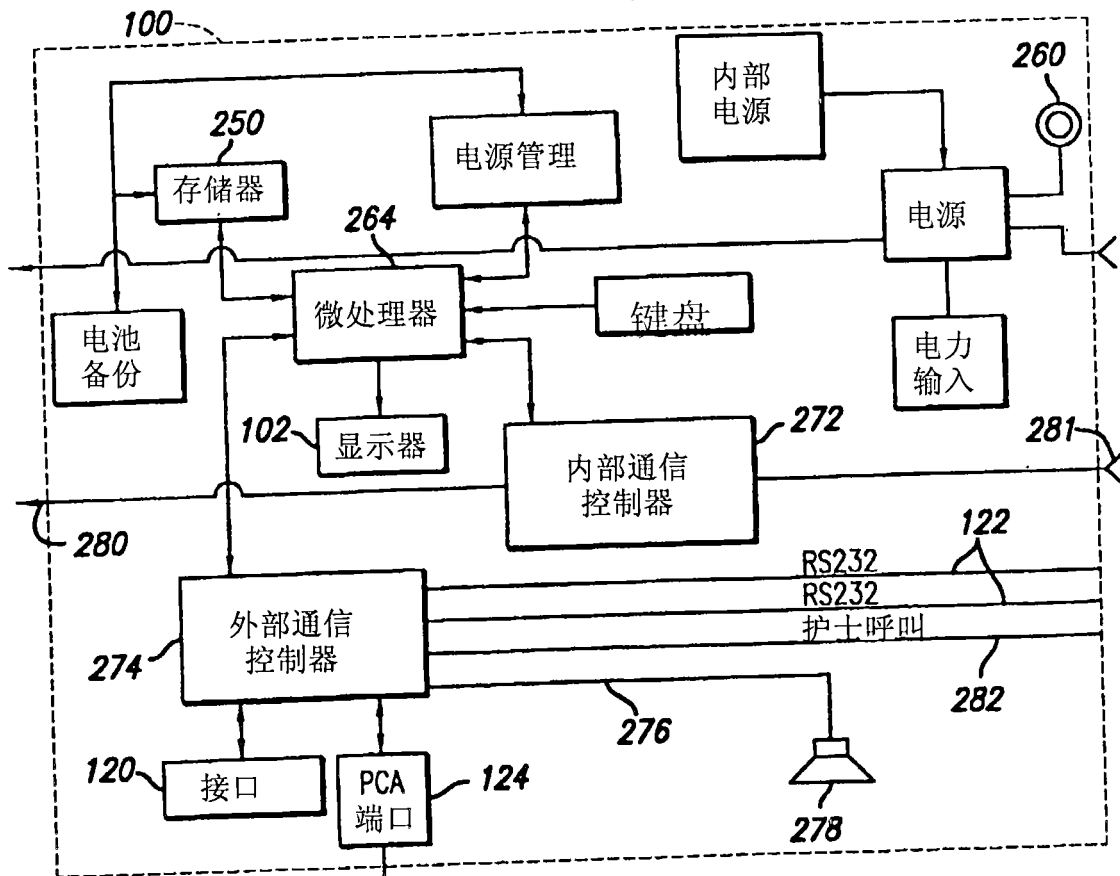 100
内部
电源
260
250
存储器
电源管理
264
电源
微处理器
键盘
电池
备份
电力
输入
102
显示器
272
内部通信
控制器
281
280
122
RS232
RS232
外部通信
控制器
护士呼叫
274
276
282
120
接口
PCA
端口
124
278